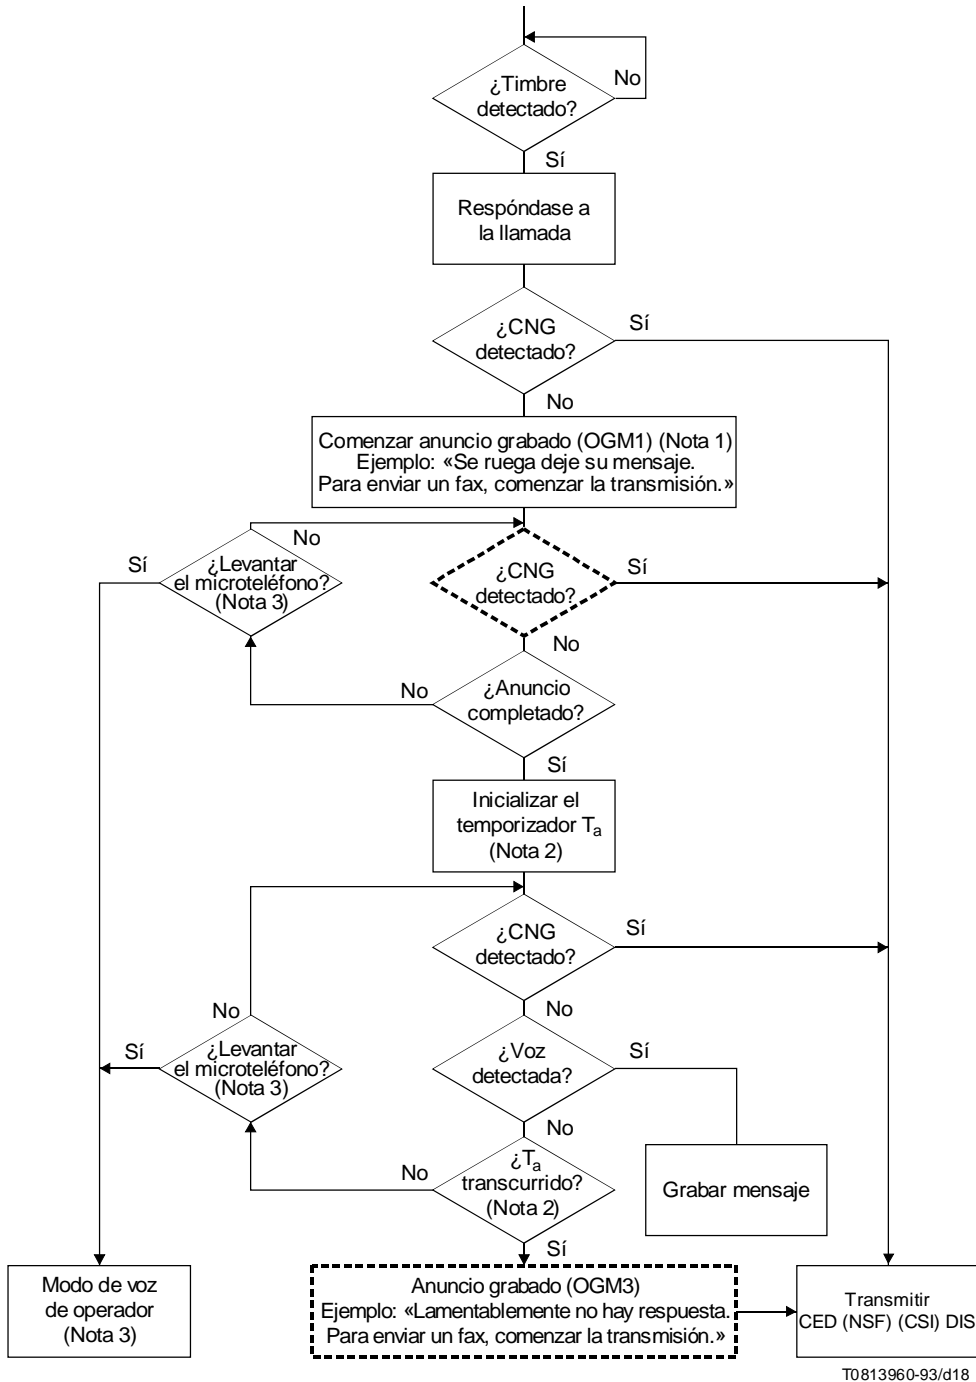 ¿Timbre
detectado?
No
Sí
Respóndase a
la llamada
¿CNG
detectado?
Sí
No
Comenzar anuncio grabado (OGM1) (Nota 1)
Ejemplo: «Se ruega deje su mensaje.
Para enviar un fax, comenzar la transmisión.»
No
Sí
¿Levantar
el microteléfono?
(Nota 3)
¿CNG
detectado?
Sí
No
No
¿Anuncio
completado?
Sí
Inicializar el
temporizador Ta
(Nota 2)
¿CNG
detectado?
Sí
No
No
Sí
¿Levantar
el microteléfono?
(Nota 3)
¿Voz
detectada?
Sí
No
No
¿Ta
transcurrido?
(Nota 2)
Grabar mensaje
Sí
Modo de voz
de operador
(Nota 3)
Anuncio grabado (OGM3)
Ejemplo: «Lamentablemente no hay respuesta.
Para enviar un fax, comenzar la transmisión.»
Transmitir
CED (NSF) (CSI) DIS
T0813960-93/d18